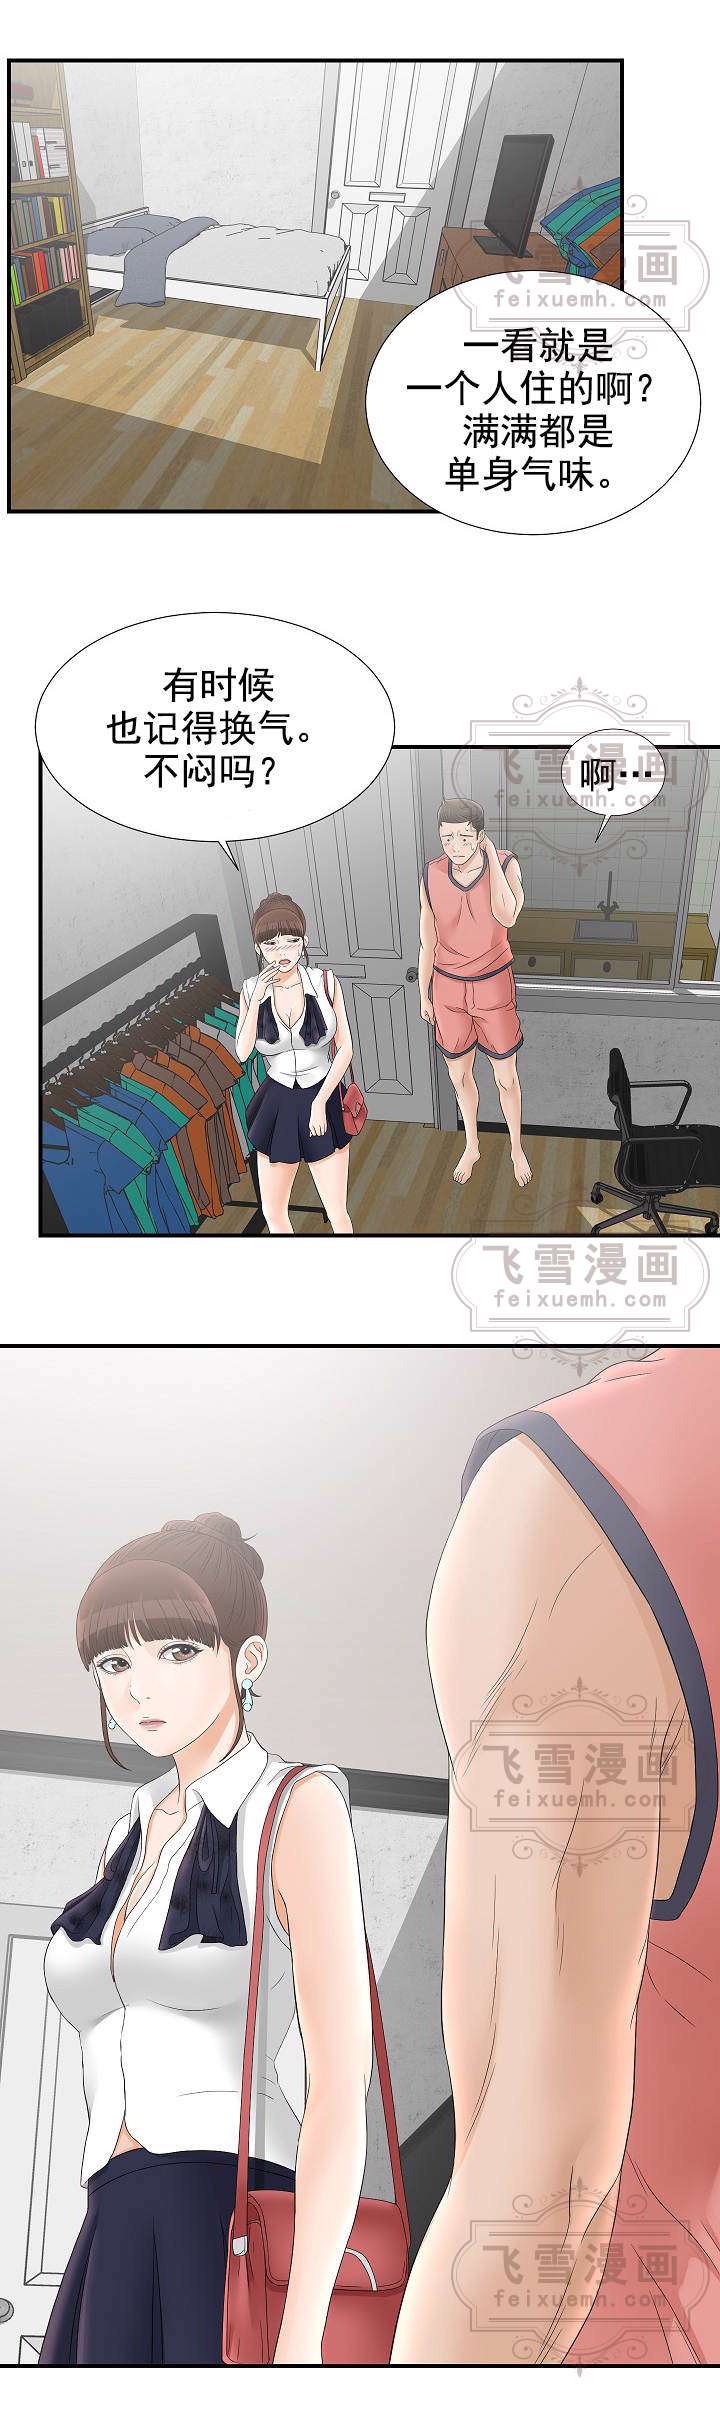 飞雪漫画
feixuemh.com
一看就是
一个人住的啊？
满满都是
单身气味。
有时候
也记得换气。
不闷吗？
飞雪漫画
feixuemh.com
啊…
飞雪漫画
feixuemh.com
飞雪漫画
feixuemh.com
飞雪漫画
feixuemh.com